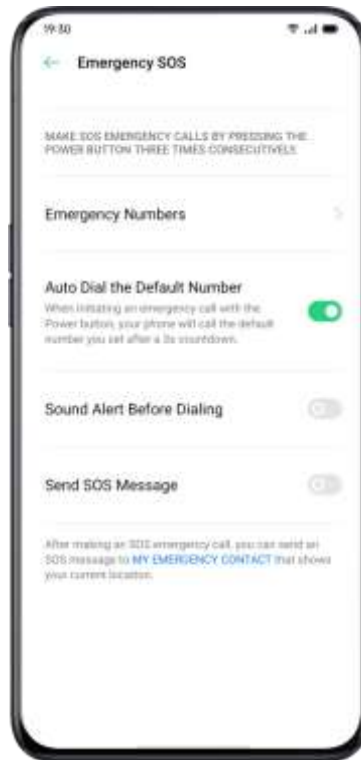 19:30
Emergency SOS
MAKE SOS EMERGENCY CALLS BY PRESSING THE
POWER BUTTON THREE TIMES CONSECUTIVELY.
Emergency Numbers
Auto Dial the Default Number
When initiating an emergency call with the
Power button, your phone will call the default
number you set after a 3s countdown.
Sound Alert Before Dialing
Send SOS Message
After making an SOS emergency call, you can send an
SOS message to MY EMERGENCY CONTACT that shows
your current location.